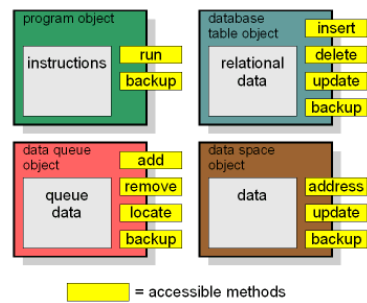 program object
instructions
run
backup
database
table object
relational
data
insert
delete
update
backup
data queue
object
queue
data
add
remove
locate
backup
data space
object
data
address
update
backup
= accessible methods